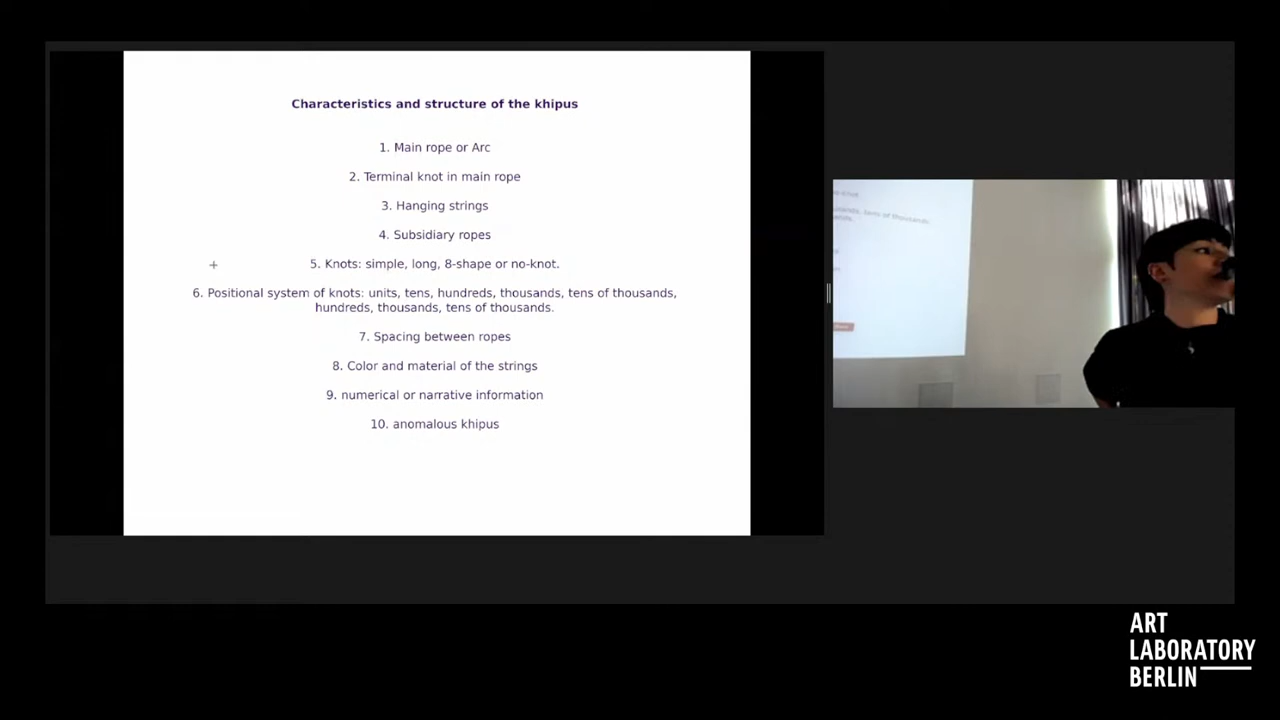 Characteristics and structure of the khipus
1. Main rope or Arc
2. Terminal knot in main rope
3. Hanging strings
4. Subsidiary ropes
5. Knots: simple, long, 8-shape or no-knot.
6. Positional system of knots: units, tens, hundreds, thousands, tens of thousands,
hundreds, thousands, tens of thousands.
7. Spacing between ropes
8. Color and material of the strings
9. numerical or narrative information
10. anomalous khipus
tens of thousands
ART
LABORATORY
BERLIN